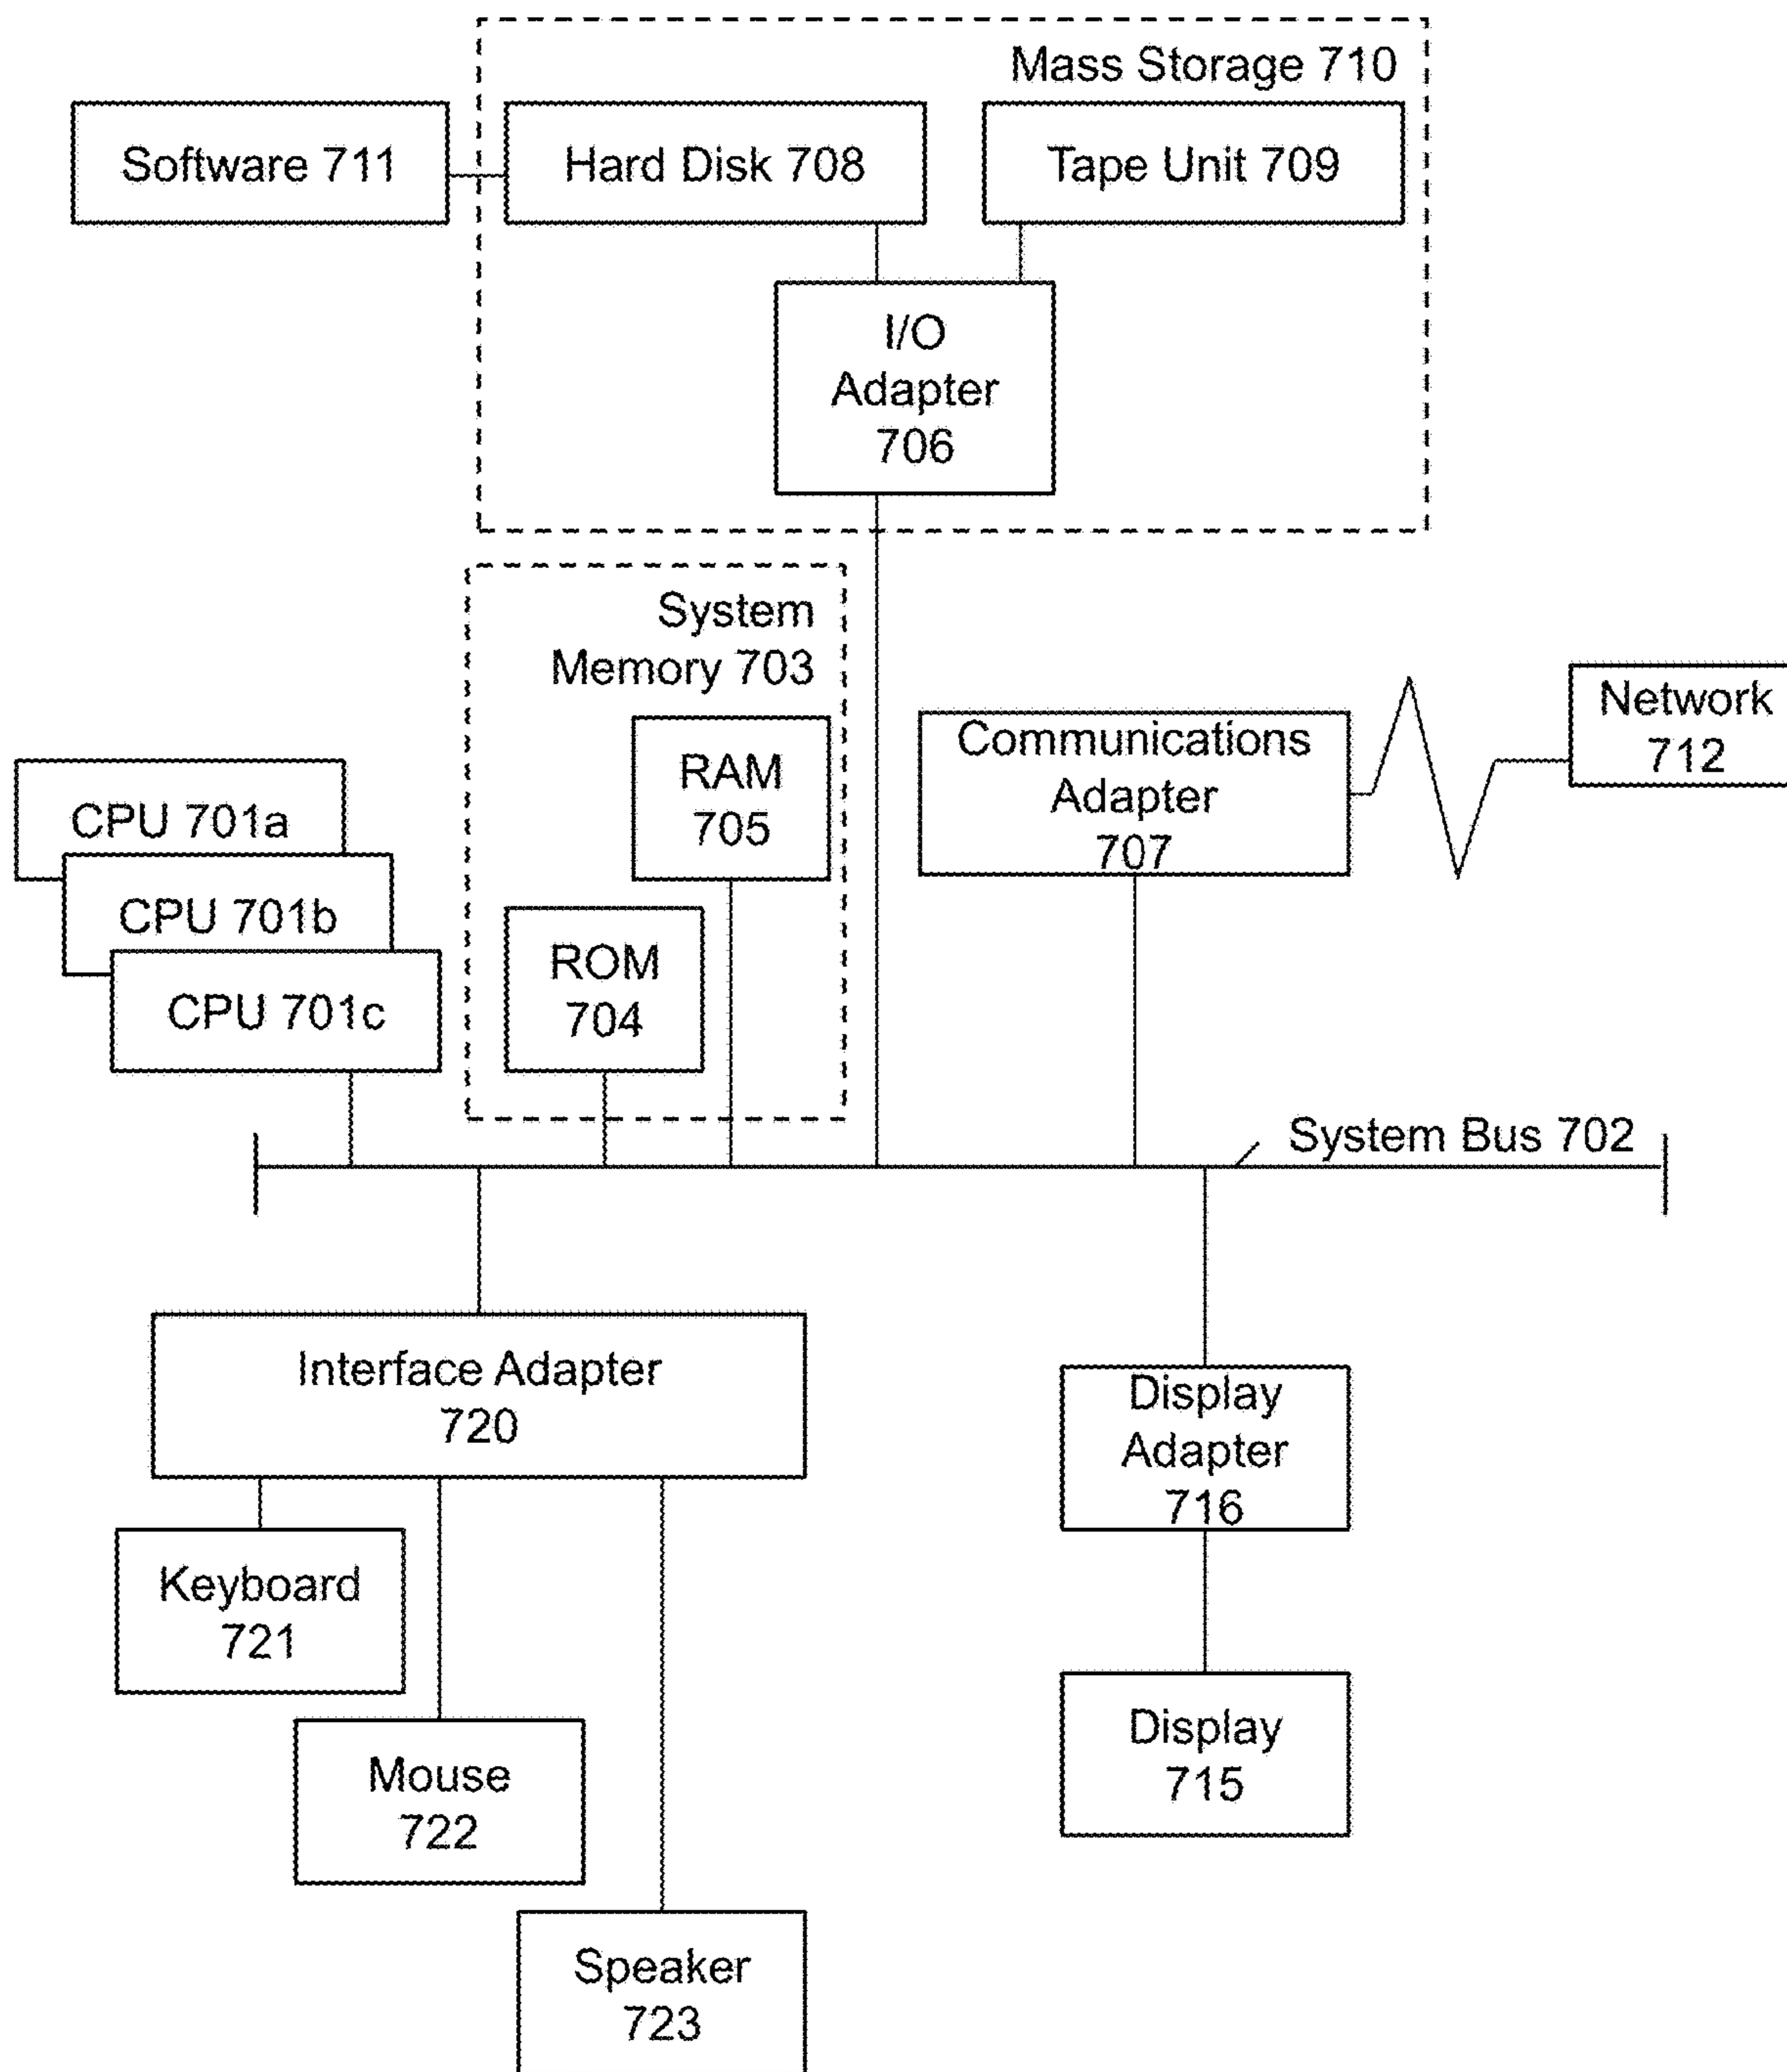 Mass Storage 710
Software 711
Hard Disk 708
Tape Unit 709
I/O
Adapter
706
System
Memory 703
RAM
705
ROM
704
Communications
Adapter
707
Network
712
CPU 701a
CPU 701b
CPU 701c
System Bus 702
Interface Adapter
720
Keyboard
721
Mouse
722
Speaker
723
Display
Adapter
716
Display
715